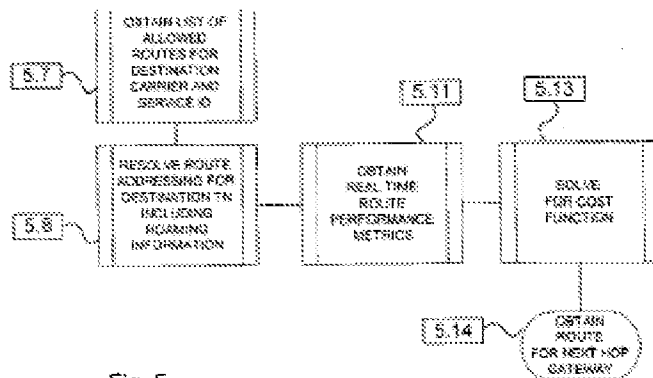 OBTAIN LIST OF
ALLOWED
ROUTES FOR
DESTINATION
CARRIER AND
SERVICE ID
5.7
RESOLVE ROUTE
ADDRESSING FOR
DESTINATION TN
INCLUDING
ROAMING
INFORMATION
5.8
5.11
OBTAIN
REAL TIME
ROUTE
PERFORMANCE
METRICS
5.13
SOLVE
FOR COST
FUNCTION
5.14
OBTAIN
ROUTE
FOR NEXT HOP
GATEWAY